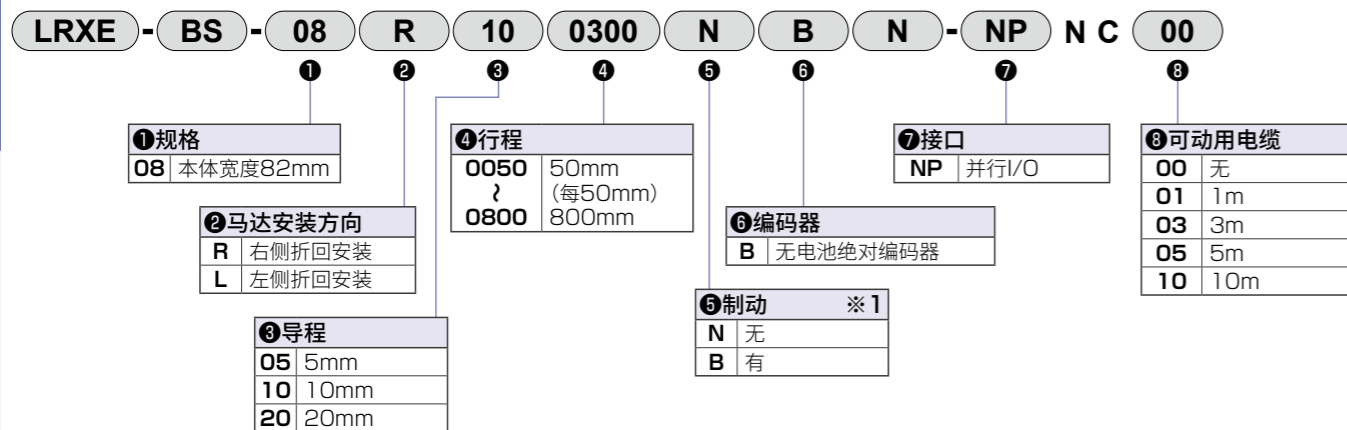 LRXE - BS - 08 R 10 0300 N B N - NP N C 00
❶ ❷ ❸ ❹ ❺ ❻ ❼ ❽
❶规格
08 本体宽度82mm
❷马达安装方向
R 右侧折回安装
L 左侧折回安装
❸导程
05 5mm
10 10mm
20 20mm
❹行程
0050 50mm
~ (每50mm)
0800 800mm
❺制动 ※1
N 无
B 有
❻编码器
B 无电池绝对编码器
❼接口
NP 并行I/O
❽可动用电缆
00 无
01 1m
03 3m
05 5m
10 10m